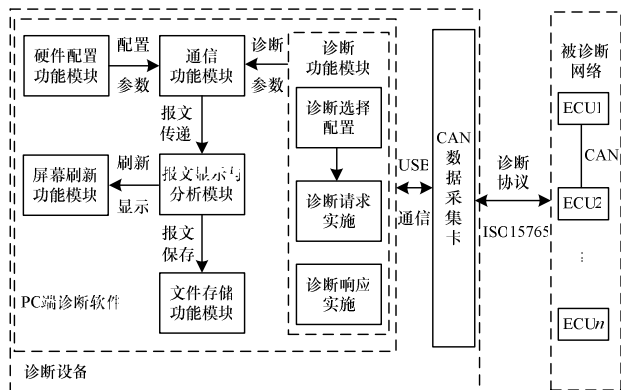 硬件配置
功能模块
配置
参数
通信
功能模块
诊断
参数
诊断
功能模块
诊断选择
配置
诊断请求
实施
诊断响应
实施
报文
传递
屏幕刷新
功能模块
刷新
显示
报文显示与
分析模块
报文
保存
文件存储
功能模块
PC端诊断软件
诊断设备
USB
通信
CAN
数
据
采
集
卡
诊断
协议
ISO15765
被诊断
网络
ECU1
CAN
ECU2
⋮
ECUn